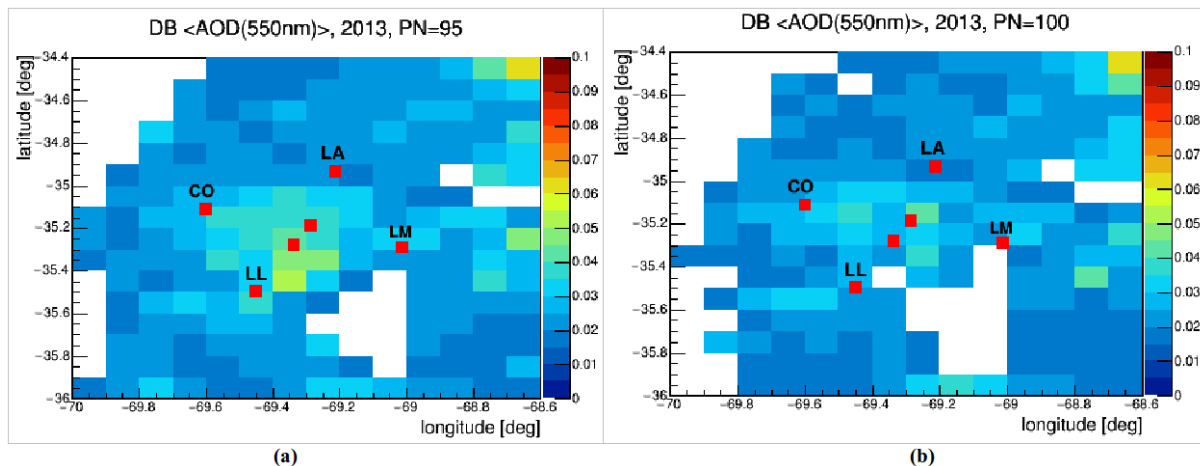 DB <AOD(550nm)>, 2013, PN=95
latitude [deg]
−34.4
−34.6
−34.8
−35
−35.2
−35.4
−35.6
−35.8
−36
LA
CO
LM
LL
0.1
0.09
0.08
0.07
0.06
0.05
0.04
0.03
0.02
0.01
0
−70 −69.8 −69.6 −69.4 −69.2 −69 −68.8 −68.6
longitude [deg]
(a)
DB <AOD(550nm)>, 2013, PN=100
latitude [deg]
−34.4
−34.6
−34.8
−35
−35.2
−35.4
−35.6
−35.8
−36
LA
CO
LM
LL
0.1
0.09
0.08
0.07
0.06
0.05
0.04
0.03
0.02
0.01
0
−70 −69.8 −69.6 −69.4 −69.2 −69 −68.8 −68.6
longitude [deg]
(b)